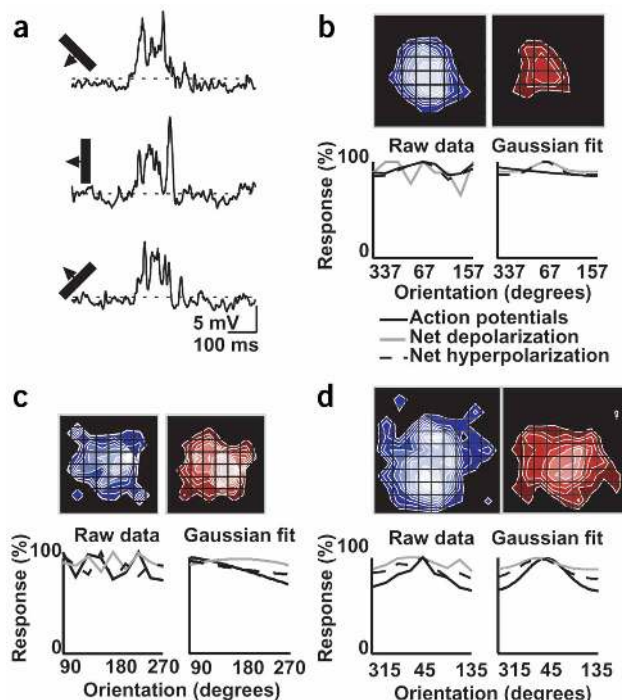 a
5 mV
100 ms
b
Raw data
Gaussian fit
Response (%)
100
0
337 67 157
337 67 157
Orientation (degrees)
Action potentials
Net depolarization
Net hyperpolarization
c
Raw data
Gaussian fit
Response (%)
100
0
90 180 270
90 180 270
Orientation (degrees)
d
Raw data
Gaussian fit
Response (%)
100
0
315 45 135
315 45 135
Orientation (degrees)